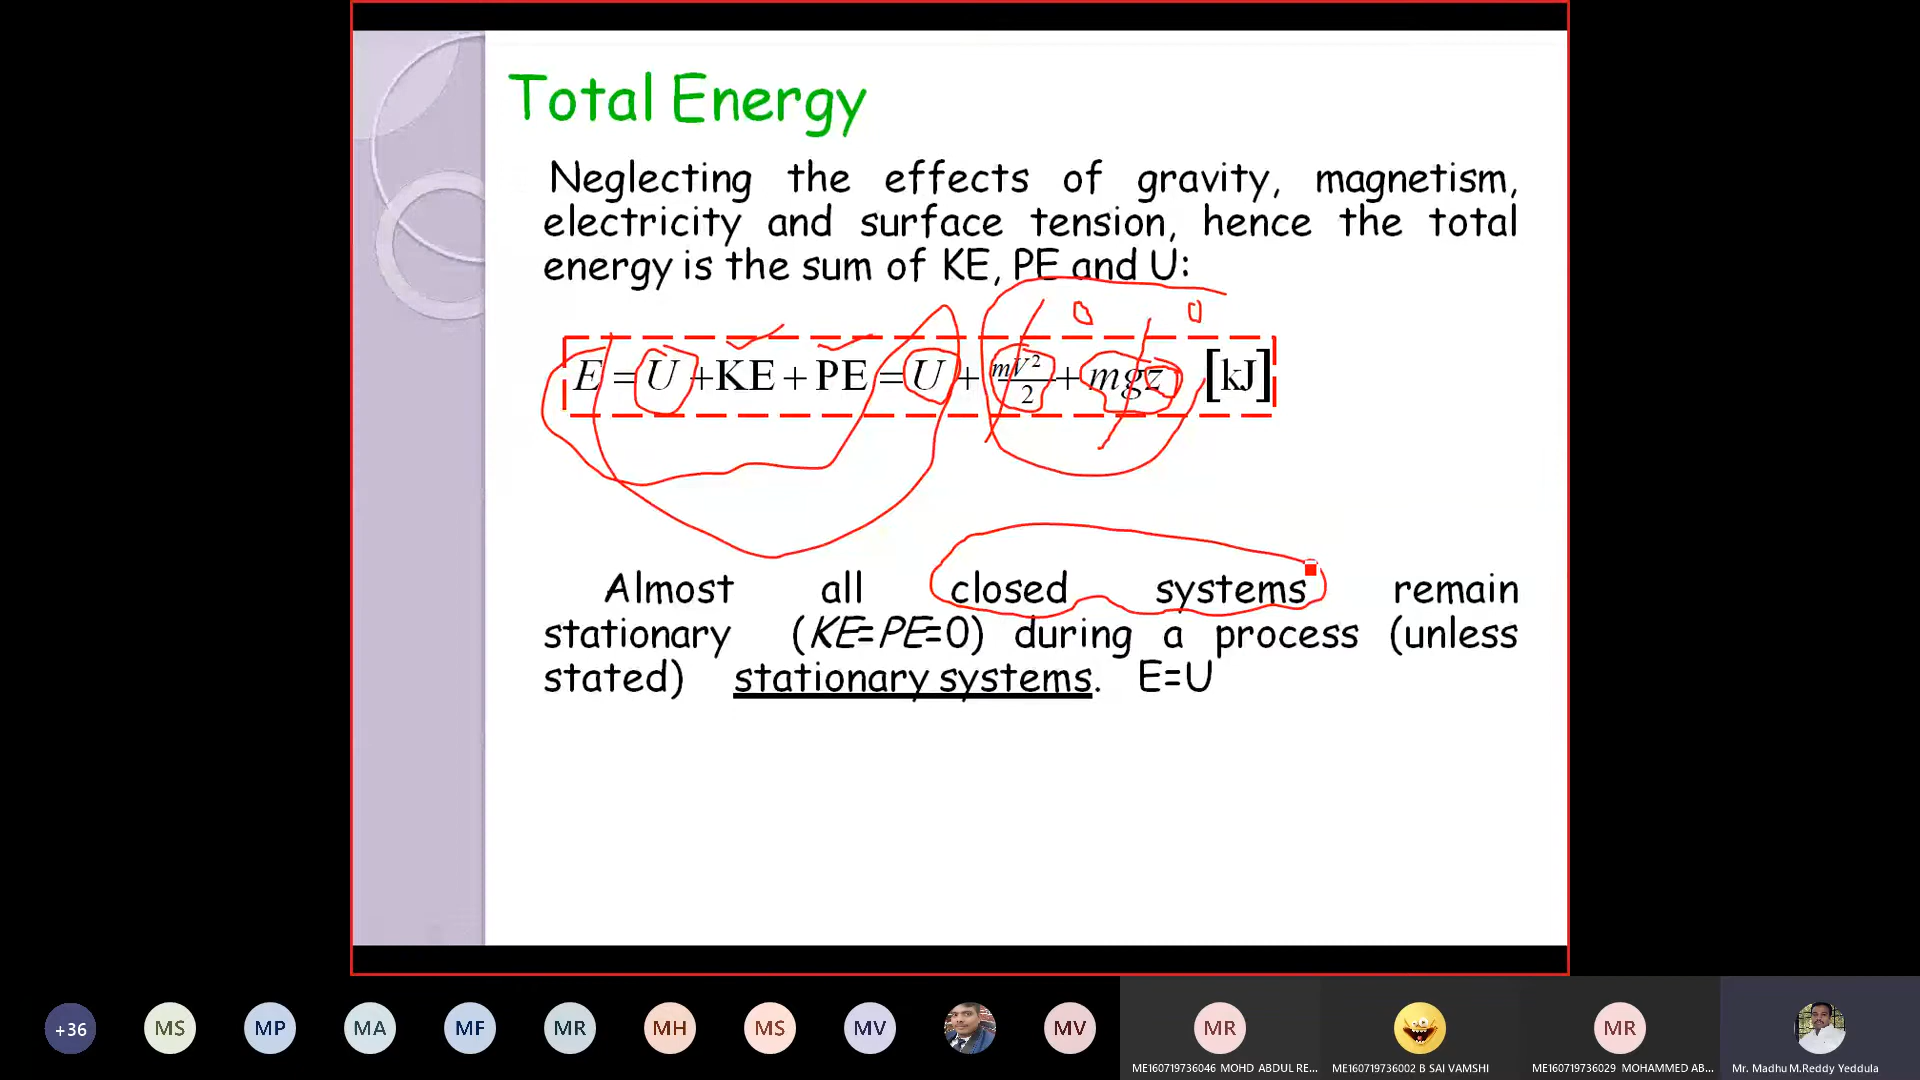 Total Energy
Neglecting the effects of gravity, magnetism,
electricity and surface tension, hence the total
energy is the sum of KE, PE and U:
E = U + KE + PE = U + mV²/2 + mgz [kJ]
0 0
Almost all closed systems remain
stationary (KE=PE=0) during a process (unless
stated) stationary systems. E=U
+36 MS MP MA MF MR MH MS MV MV MR MR
ME160719736046 MOHD ABDUL RE... ME160719736002 B SAI VAMSHI ME160719736029 MOHAMMED AB... Mr. Madhu M.Reddy Yeddula